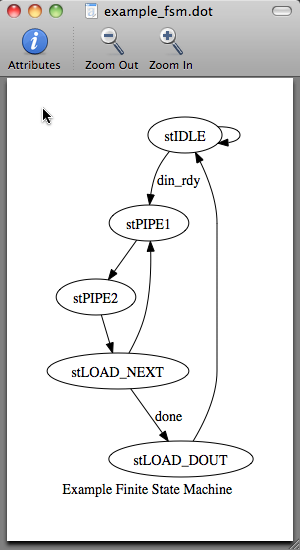 example_fsm.dot
Attributes
Zoom Out
Zoom In
stIDLE
din_rdy
stPIPE1
stPIPE2
stLOAD_NEXT
done
stLOAD_DOUT
Example Finite State Machine